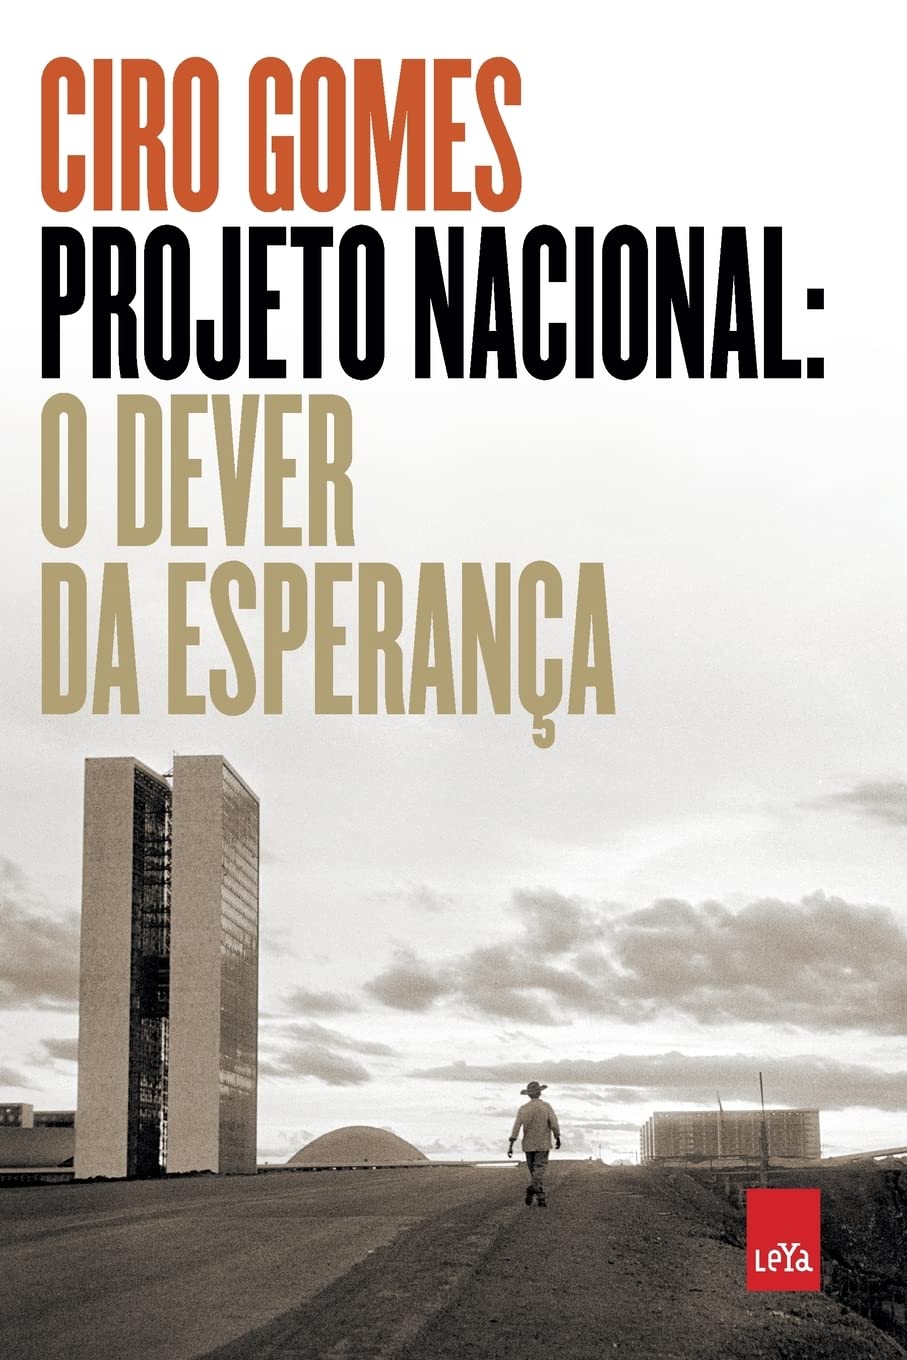 CIRO GOMES
PROJETO NACIONAL:
O DEVER
DA ESPERANÇA
LeYa